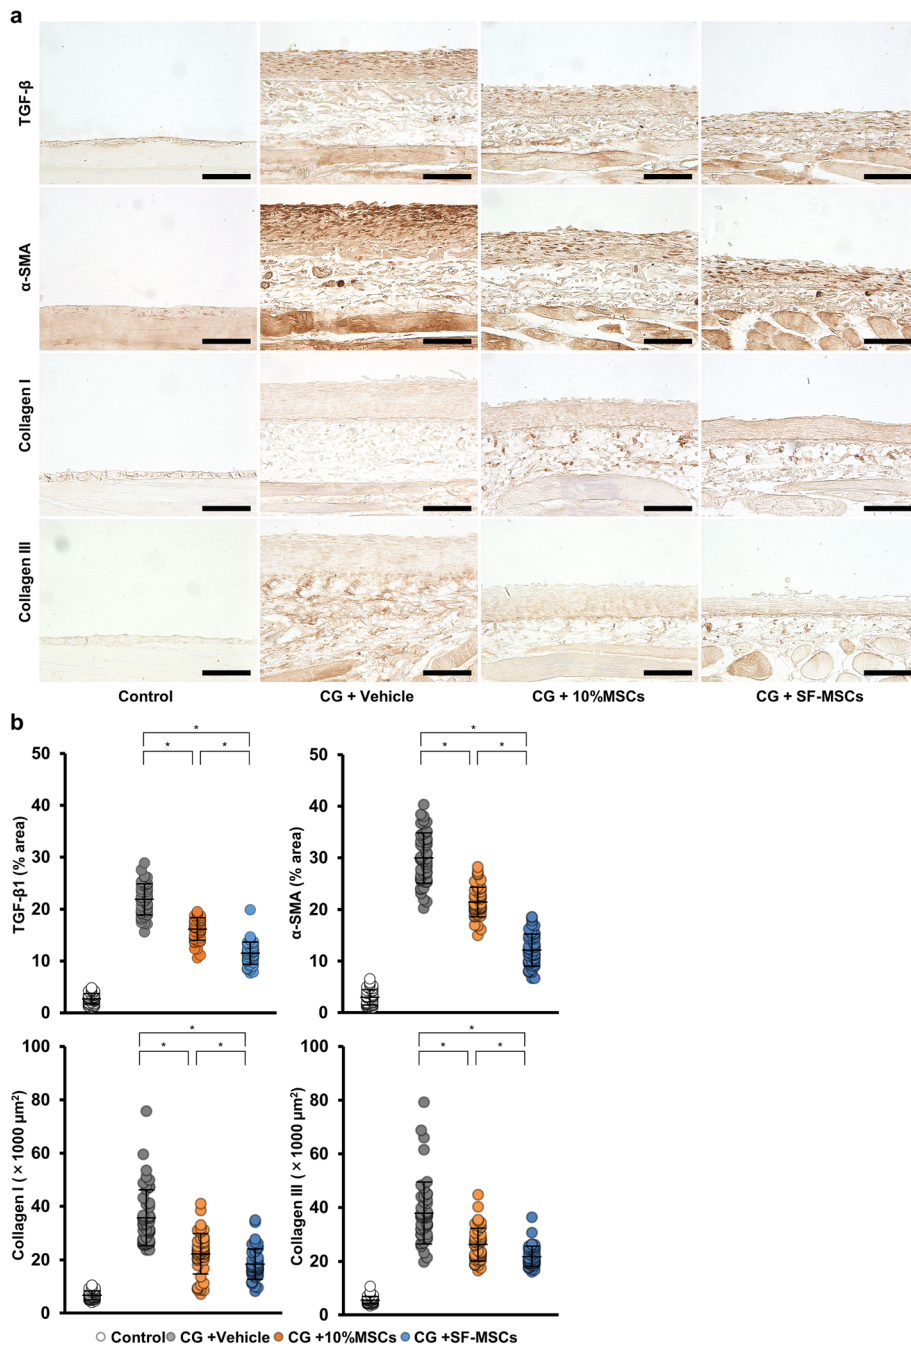 a
TGF-β
α-SMA
Collagen I
Collagen III
Control
CG + Vehicle
CG + 10%MSCs
CG + SF-MSCs
b
*
* *
50
40
30
20
10
0
TGF-β1 (% area)
*
* *
50
40
30
20
10
0
α-SMA (% area)
*
* *
100
80
60
40
20
0
Collagen I (×1000 μm²)
*
* *
100
80
60
40
20
0
Collagen III (×1000 μm²)
Control CG +Vehicle CG +10%MSCs CG +SF-MSCs